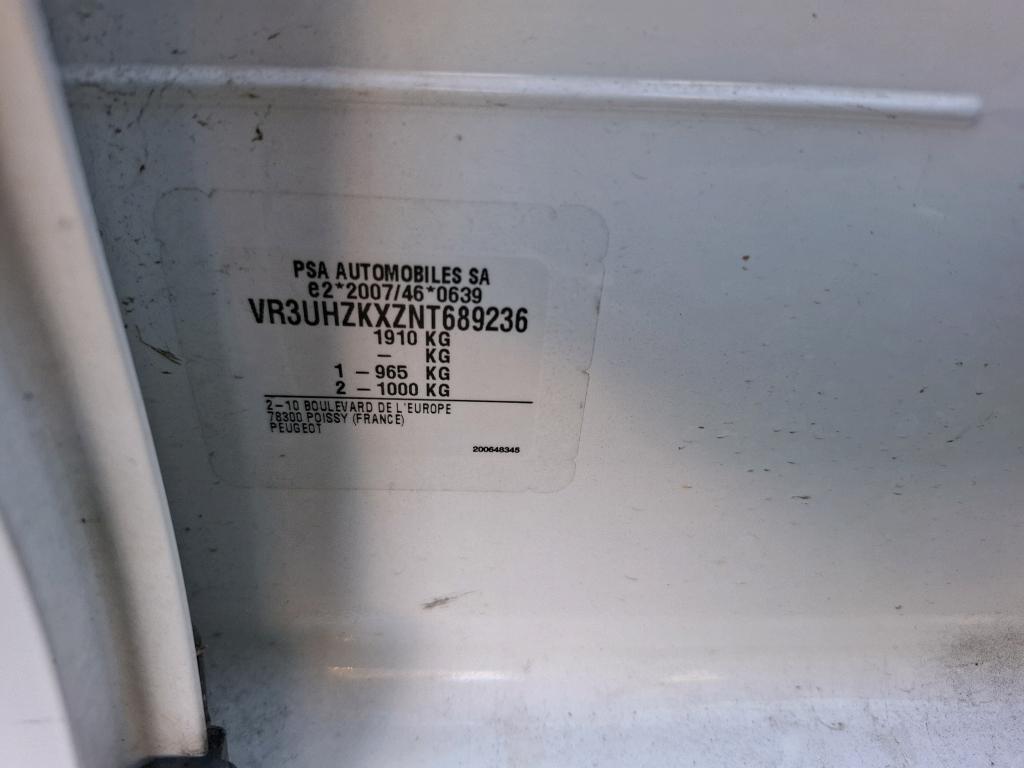 PSA AUTOMOBILES SA
e2*2007/46*0639
VR3UHZKXZNT689236
1910 KG
– KG
1 – 965 KG
2 – 1000 KG
2–10 BOULEVARD DE L'EUROPE
78300 POISSY (FRANCE)
PEUGEOT
200648345